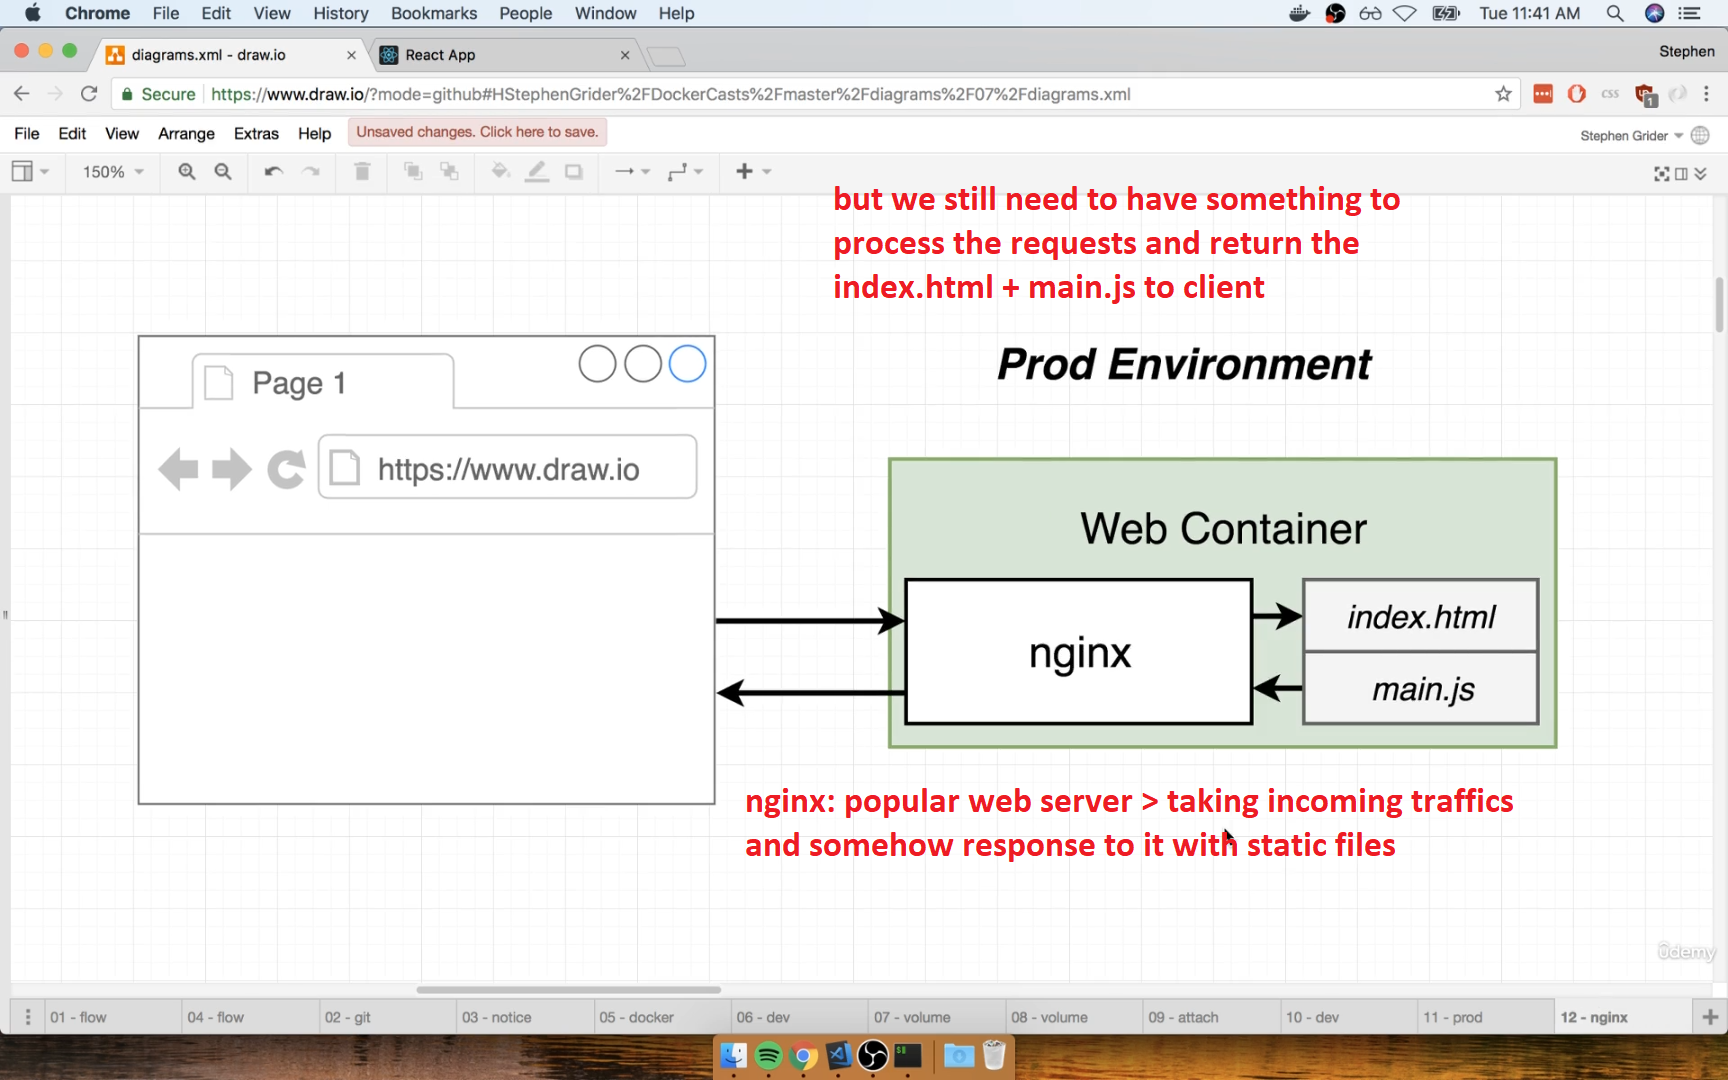 Chrome File Edit View History Bookmarks People Window Help Tue 11:41 AM
diagrams.xml - draw.io
React App
Stephen
Secure https://www.draw.io/?mode=github#HStephenGrider%2FDockerCasts%2Fmaster%2Fdiagrams%2F07%2Fdiagrams.xml
css
1
File Edit View Arrange Extras Help Unsaved changes. Click here to save.
Stephen Grider
150%
but we still need to have something to
process the requests and return the
index.html + main.js to client
Prod Environment
Page 1
https://www.draw.io
Web Container
nginx
index.html
main.js
nginx: popular web server > taking incoming traffics
and somehow response to it with static files
ûdemy
01 - flow
04 - flow
02 - git
03 - notice
05 - docker
06 - dev
07 - volume
08 - volume
09 - attach
10 - dev
11 - prod
12 - nginx